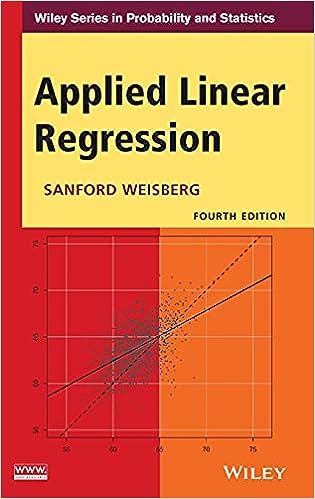 Wiley Series in Probability and Statistics
Applied Linear
Regression
SANFORD WEISBERG
FOURTH EDITION
75
70
65
60
55
55 60 65 70 75
www.
WILEY